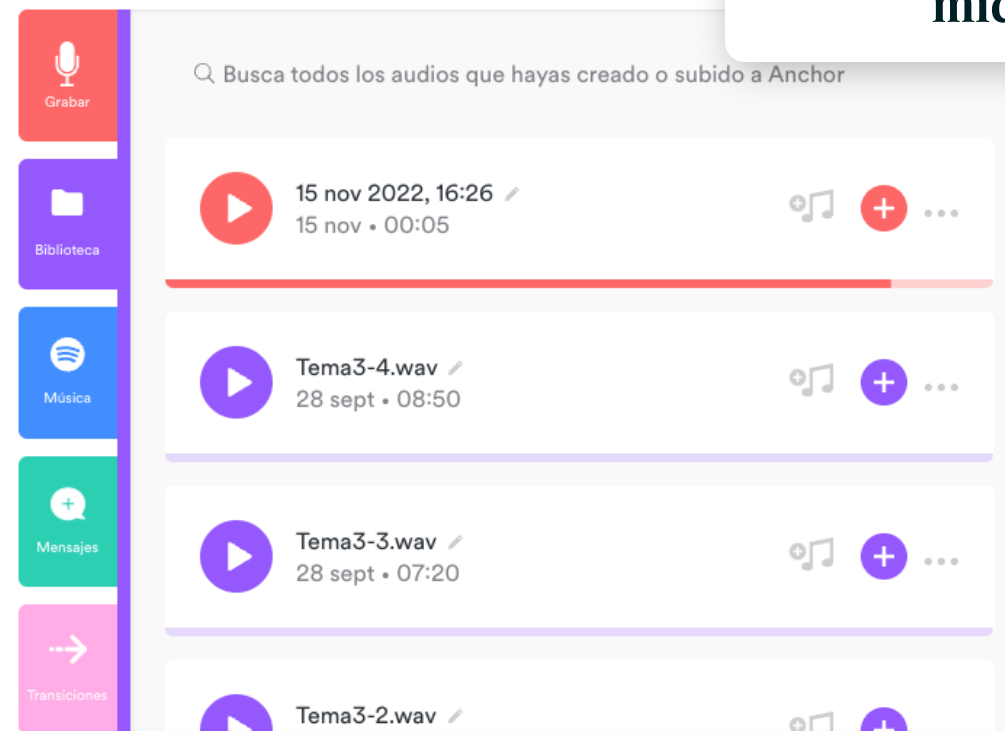 Grabar
Biblioteca
Música
Mensajes
Transiciones
Busca todos los audios que hayas creado o subido a Anchor
15 nov 2022, 16:26
15 nov • 00:05
Tema3-4.wav
28 sept • 08:50
Tema3-3.wav
28 sept • 07:20
Tema3-2.wav